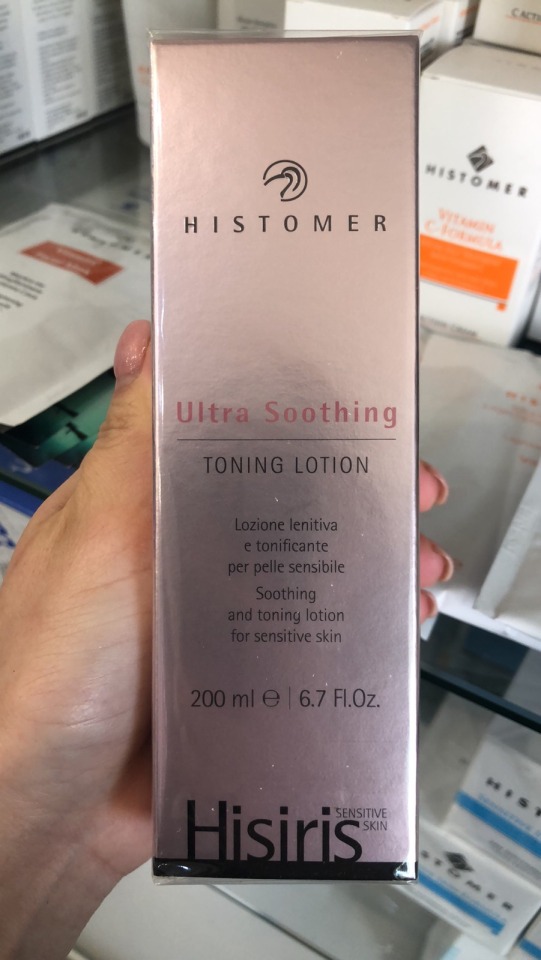 HISTOMER
Ultra Soothing
TONING LOTION
Lozione lenitiva
e tonificante
per pelle sensibile
Soothing
and toning lotion
for sensitive skin
200 ml ℮ | 6.7 Fl.Oz.
Hisiris SENSITIVE
SKIN
HISTOMER
VITAMIN
C-FORMULA